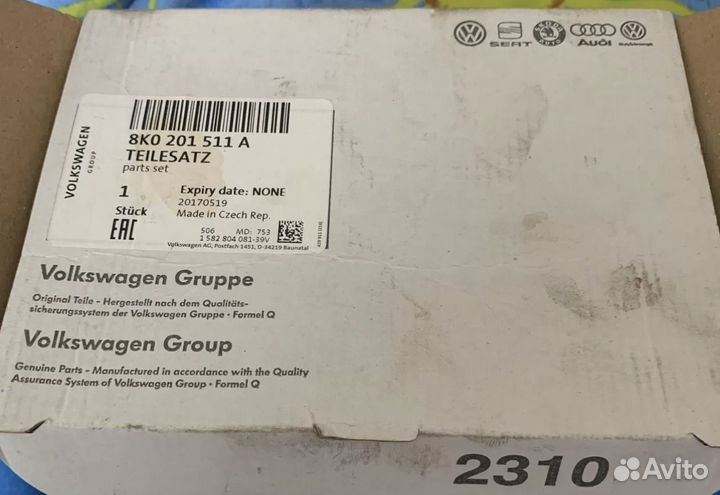 SEAT
ŠKODA
AUTO
Audi
VOLKSWAGEN
GROUP
8K0 201 511 A
TEILESATZ
parts set
1
Expiry date: NONE
20170519
Stück
Made in Czech Rep.
EAC
506 MD: 753
1 582 804 081-39V
Volkswagen AG, Postfach 1451, D-34219 Baunatal
Volkswagen Gruppe
Original Teile - Hergestellt nach dem Qualitäts-
sicherungssystem der Volkswagen Gruppe · Formel Q
Volkswagen Group
Genuine Parts - Manufactured in accordance with the Quality
Assurance System of Volkswagen Group · Formel Q
2310
Avito